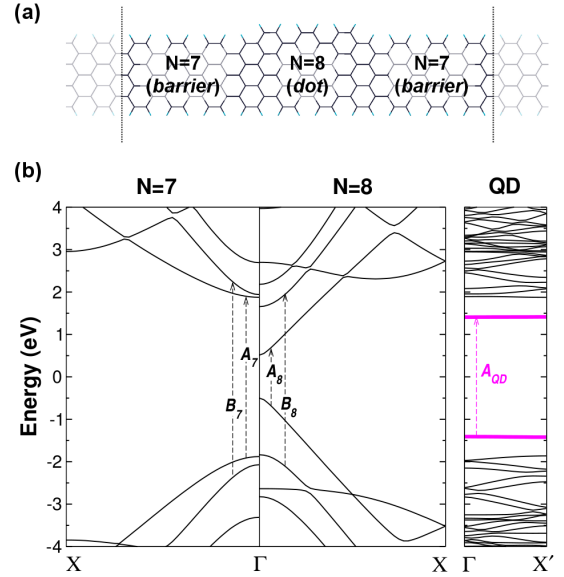 (a)
N=7
(barrier)
N=8
(dot)
N=7
(barrier)
(b)
N=7
N=8
QD
Energy (eV)
4
3
2
1
0
-1
-2
-3
-4
A7
B7
A8
B8
AQD
X
Γ
X
Γ
X′